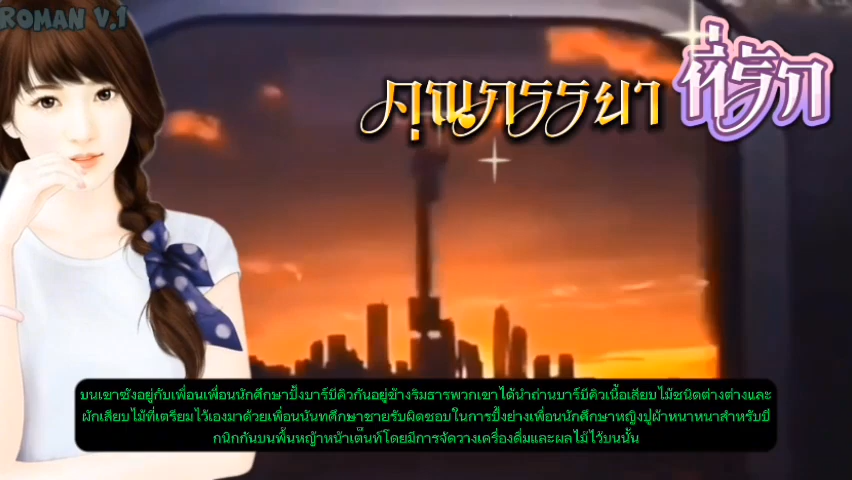 ROMAN V.1
คุณภรรยา ที่รัก
บนเขาซังอยู่กับเพื่อนเพื่อนนักศึกษาปิ้งบาร์บีคิวกันอยู่ข้างริมธารพวกเขาได้นำถ่านบาร์บีคิวเนื้อเสียบไม้ชนิดต่างต่างและ
ผักเสียบไม้ที่เตรียมไว้เองมาด้วยเพื่อนนันทศึกษาชายรับผิดชอบในการปิ้งย่างเพื่อนนักศึกษาหญิงปูผ้าหนาหนาสำหรับปิ
กนิกกันบนพื้นหญ้าหน้าเต็นท์โดยมีการจัดวางเครื่องดื่มและผลไม้ไว้บนนั้น